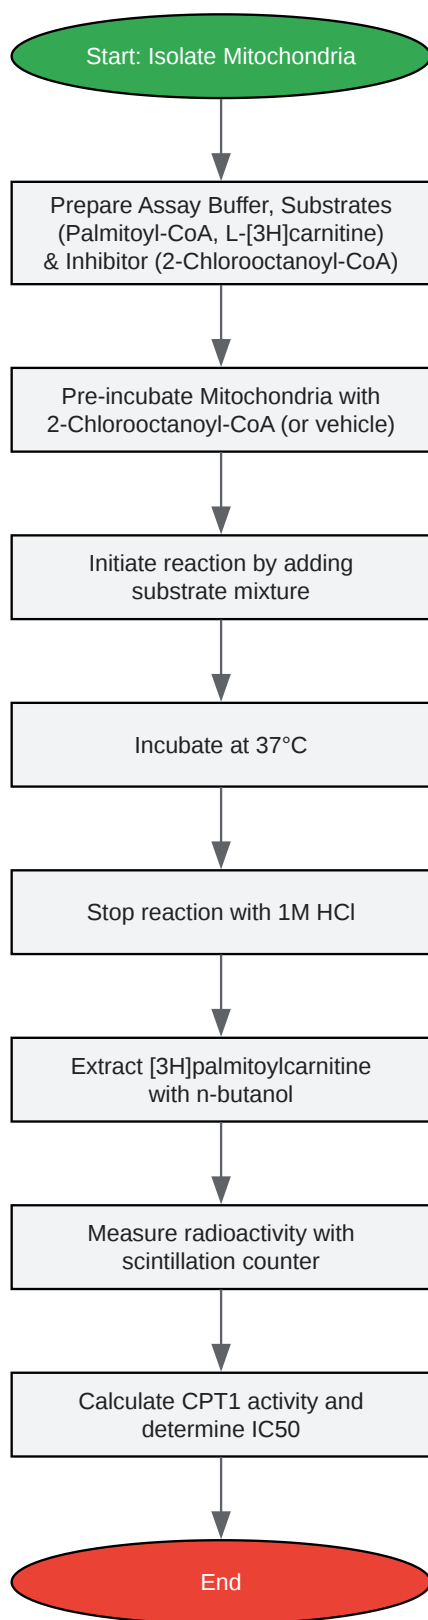 Start: Isolate Mitochondria
Prepare Assay Buffer, Substrates
(Palmitoyl-CoA, L-[3H]carnitine)
& Inhibitor (2-Chlorooctanoyl-CoA)
Pre-incubate Mitochondria with
2-Chlorooctanoyl-CoA (or vehicle)
Initiate reaction by adding
substrate mixture
Incubate at 37°C
Stop reaction with 1M HCl
Extract [3H]palmitoylcarnitine
with n-butanol
Measure radioactivity with
scintillation counter
Calculate CPT1 activity and
determine IC50
End